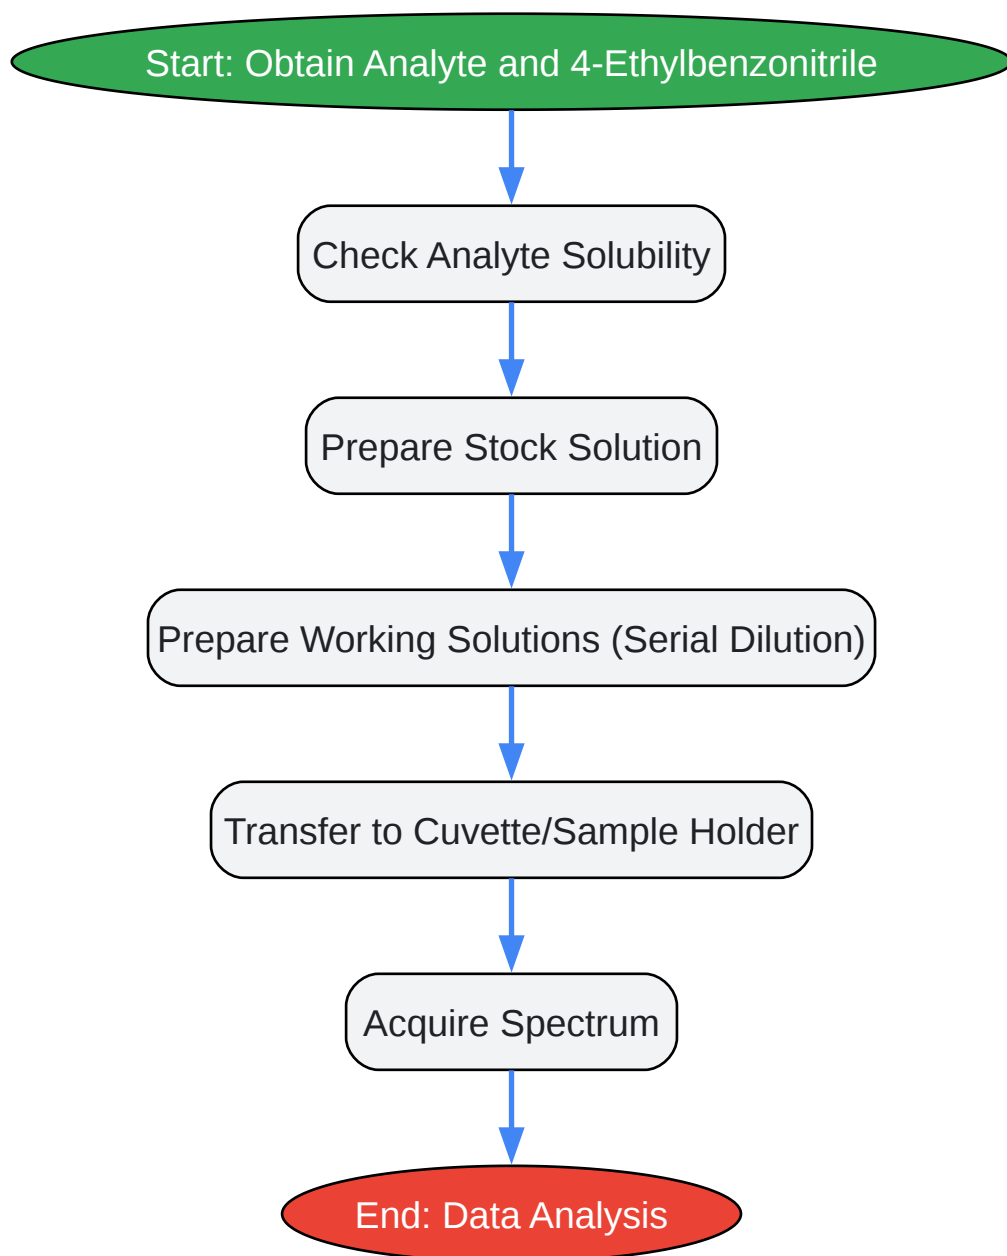 Start: Obtain Analyte and 4-Ethylbenzonitrile
Check Analyte Solubility
Prepare Stock Solution
Prepare Working Solutions (Serial Dilution)
Transfer to Cuvette/Sample Holder
Acquire Spectrum
End: Data Analysis